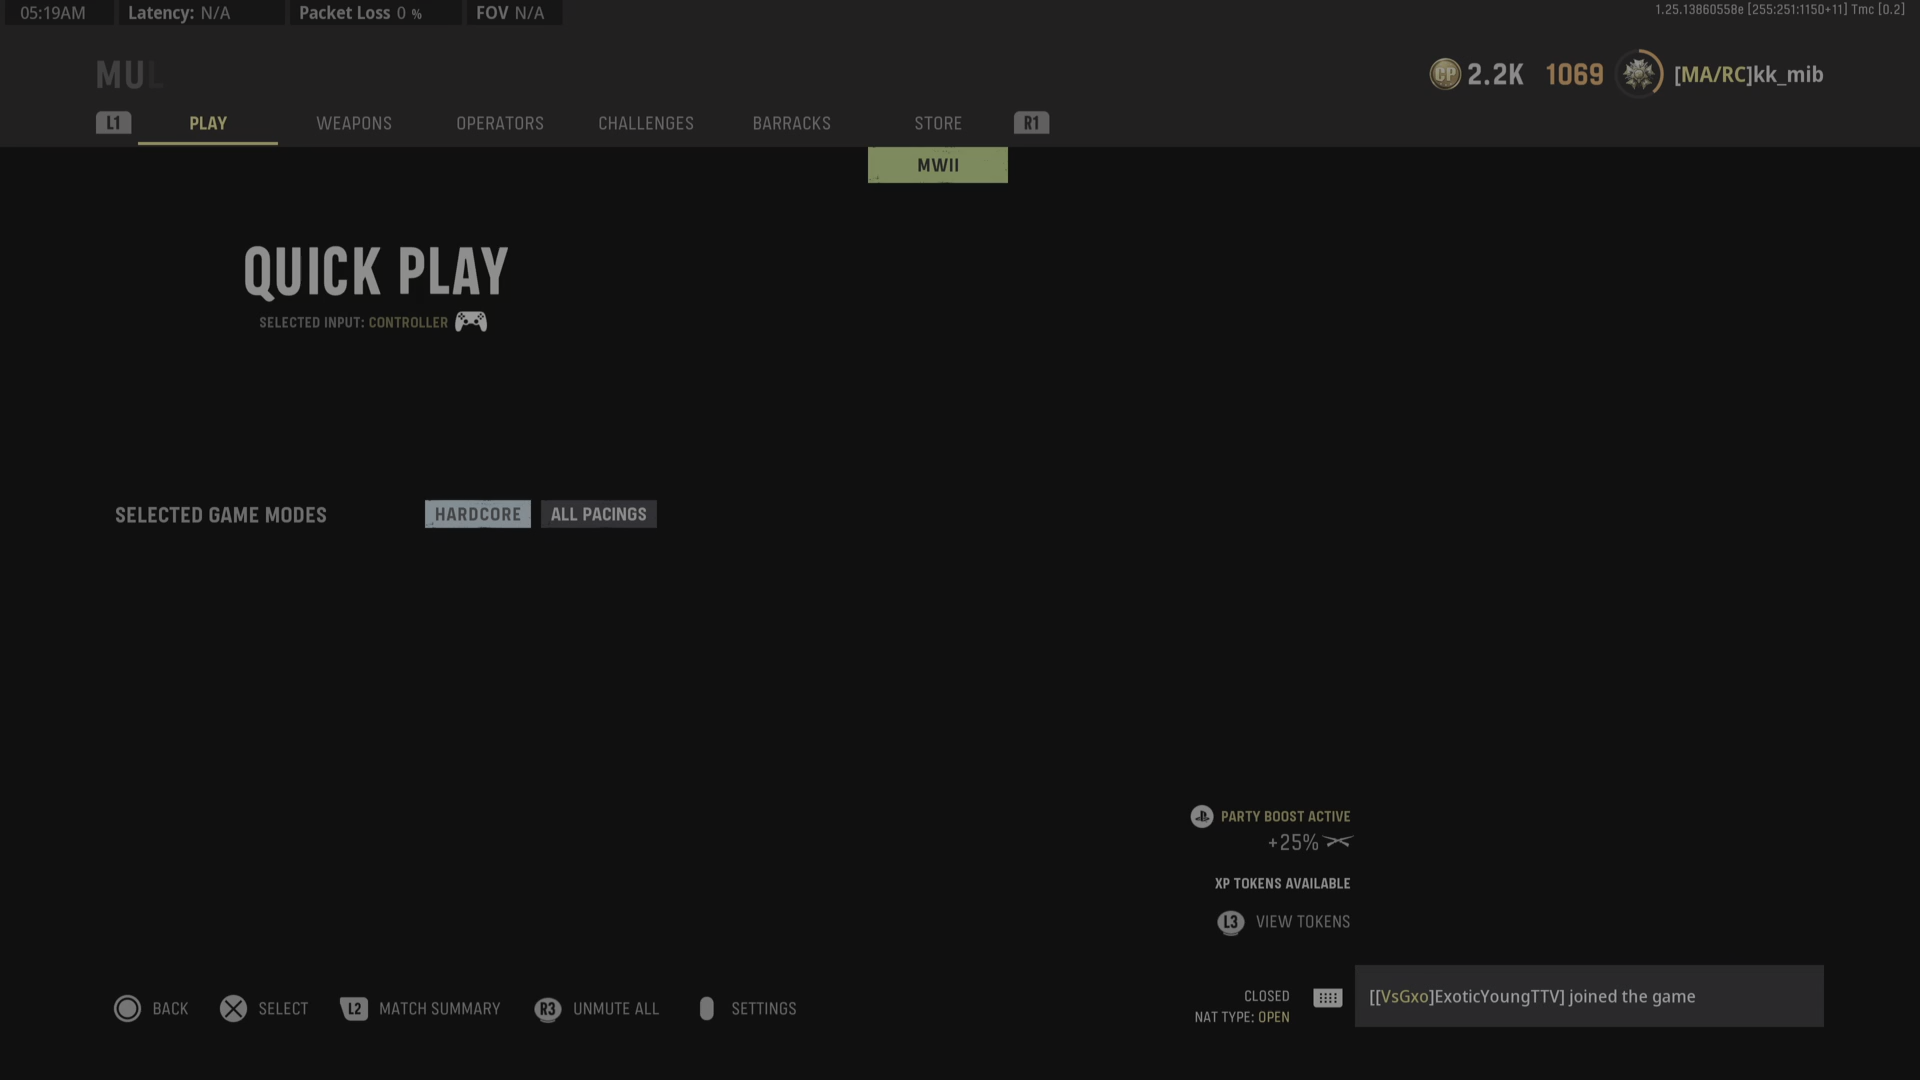 05:19AM Latency: N/A Packet Loss 0 % FOV N/A
1.25.13860558e [255:251:1150+11] Tmc [0.2]
MUL
CP 2.2K 1069 [MA/RC]kk_mib
L1 PLAY WEAPONS OPERATORS CHALLENGES BARRACKS STORE R1
MWII
QUICK PLAY
SELECTED INPUT: CONTROLLER
SELECTED GAME MODES HARDCORE ALL PACINGS
PARTY BOOST ACTIVE
+25%
XP TOKENS AVAILABLE
L3 VIEW TOKENS
BACK SELECT L2 MATCH SUMMARY R3 UNMUTE ALL SETTINGS
CLOSED
NAT TYPE: OPEN
[[VsGxo]ExoticYoungTTV] joined the game